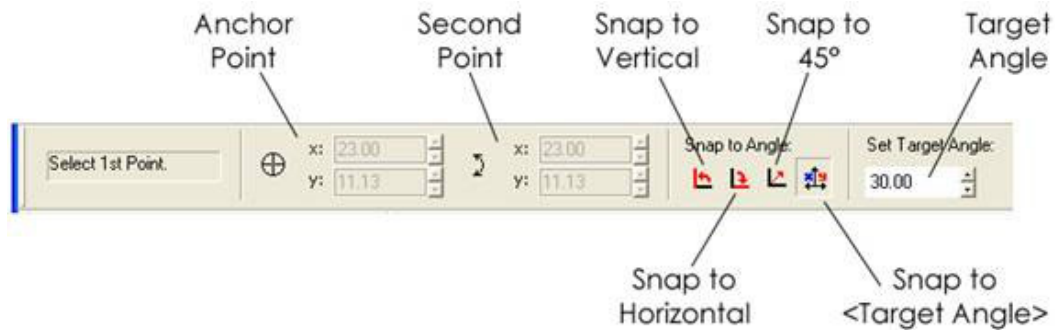 Anchor
Point
Second
Point
Snap to
Vertical
Snap to
45°
Target
Angle
Select 1st Point.
x: 23.00
y: 11.13
x: 23.00
y: 11.13
Snap to Angle:
x y
Set Target Angle:
30.00
Snap to
Horizontal
Snap to
<Target Angle>